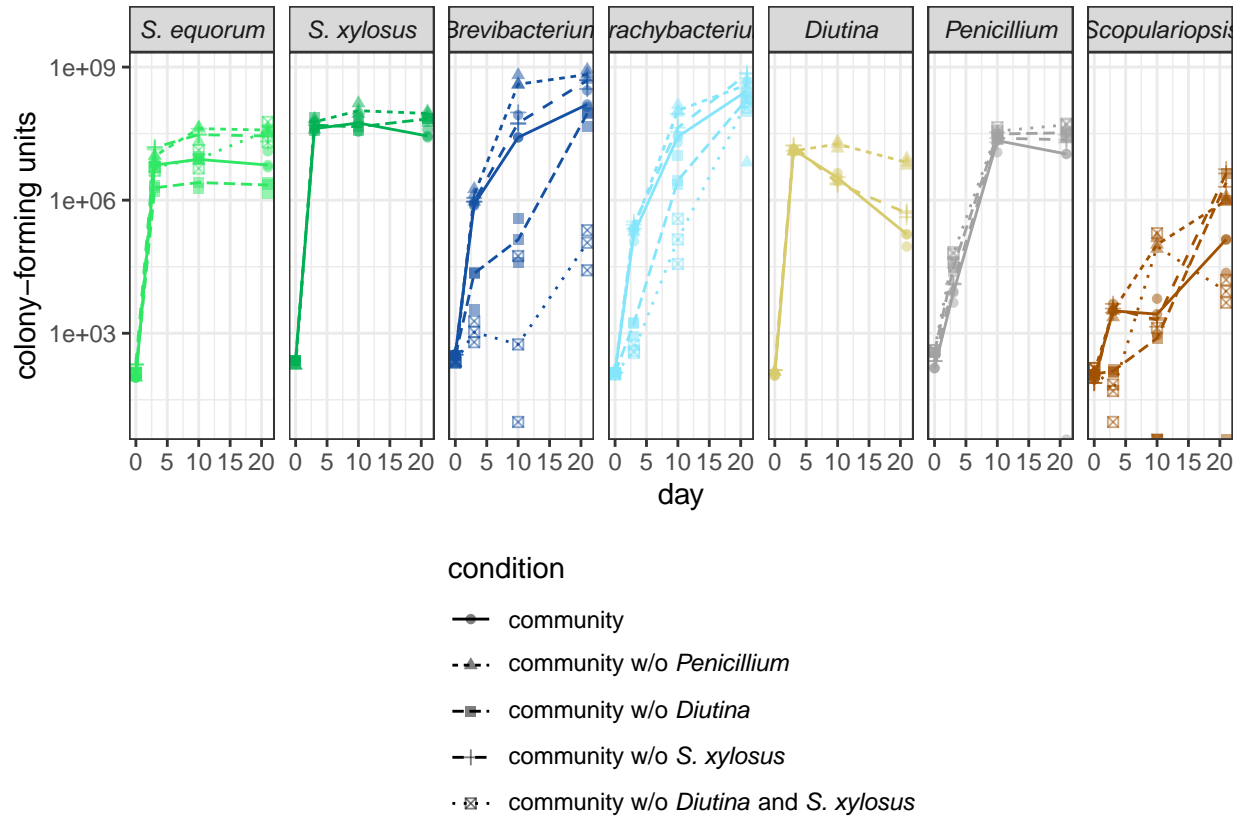 S. equorum S. xylosus Brevibacterium rachybacteriu Diutina Penicillium Scopulariopsis
1e+09
1e+06
1e+03
colony−forming units
0 5 10 15 20 0 5 10 15 20 0 5 10 15 20 0 5 10 15 20 0 5 10 15 20 0 5 10 15 20 0 5 10 15 20
day
condition
community
community w/o Penicillium
community w/o Diutina
community w/o S. xylosus
community w/o Diutina and S. xylosus